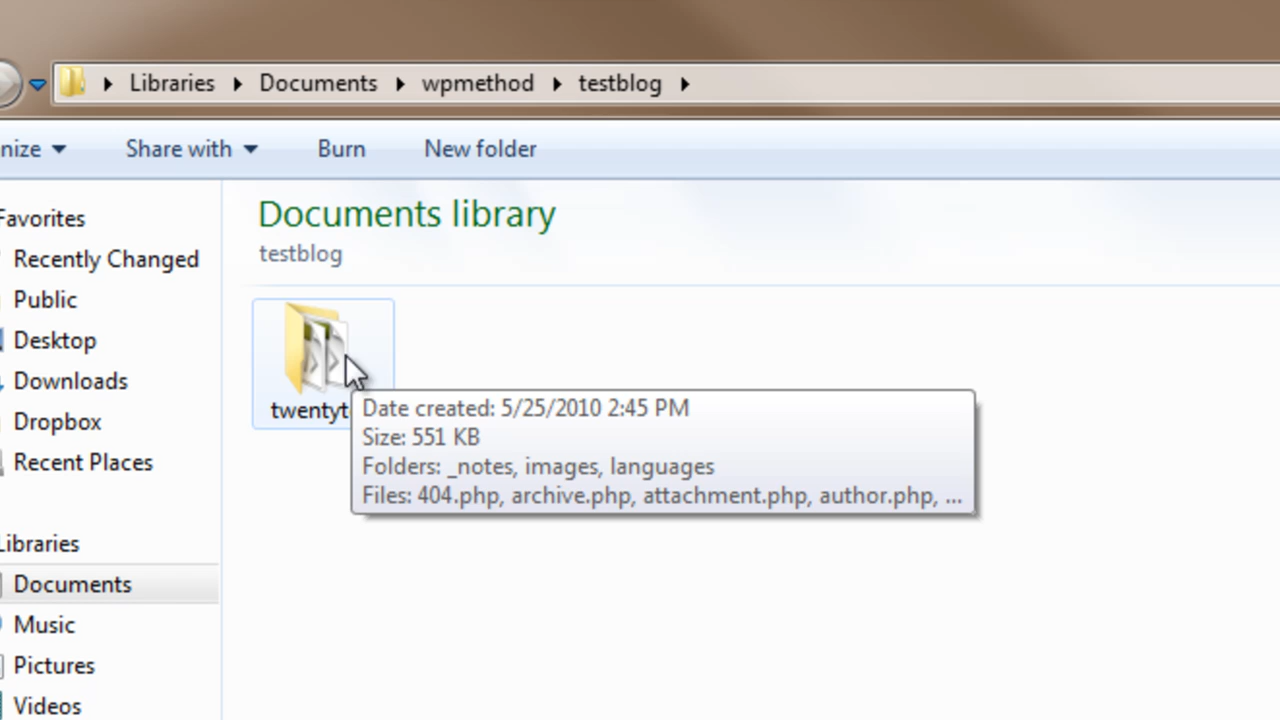 Libraries Documents wpmethod testblog
nize Share with Burn New folder
Favorites
Recently Changed
Public
Desktop
Downloads
Dropbox
Recent Places
Libraries
Documents
Music
Pictures
Videos
Documents library
testblog
twentyt
Date created: 5/25/2010 2:45 PM
Size: 551 KB
Folders: _notes, images, languages
Files: 404.php, archive.php, attachment.php, author.php, ...